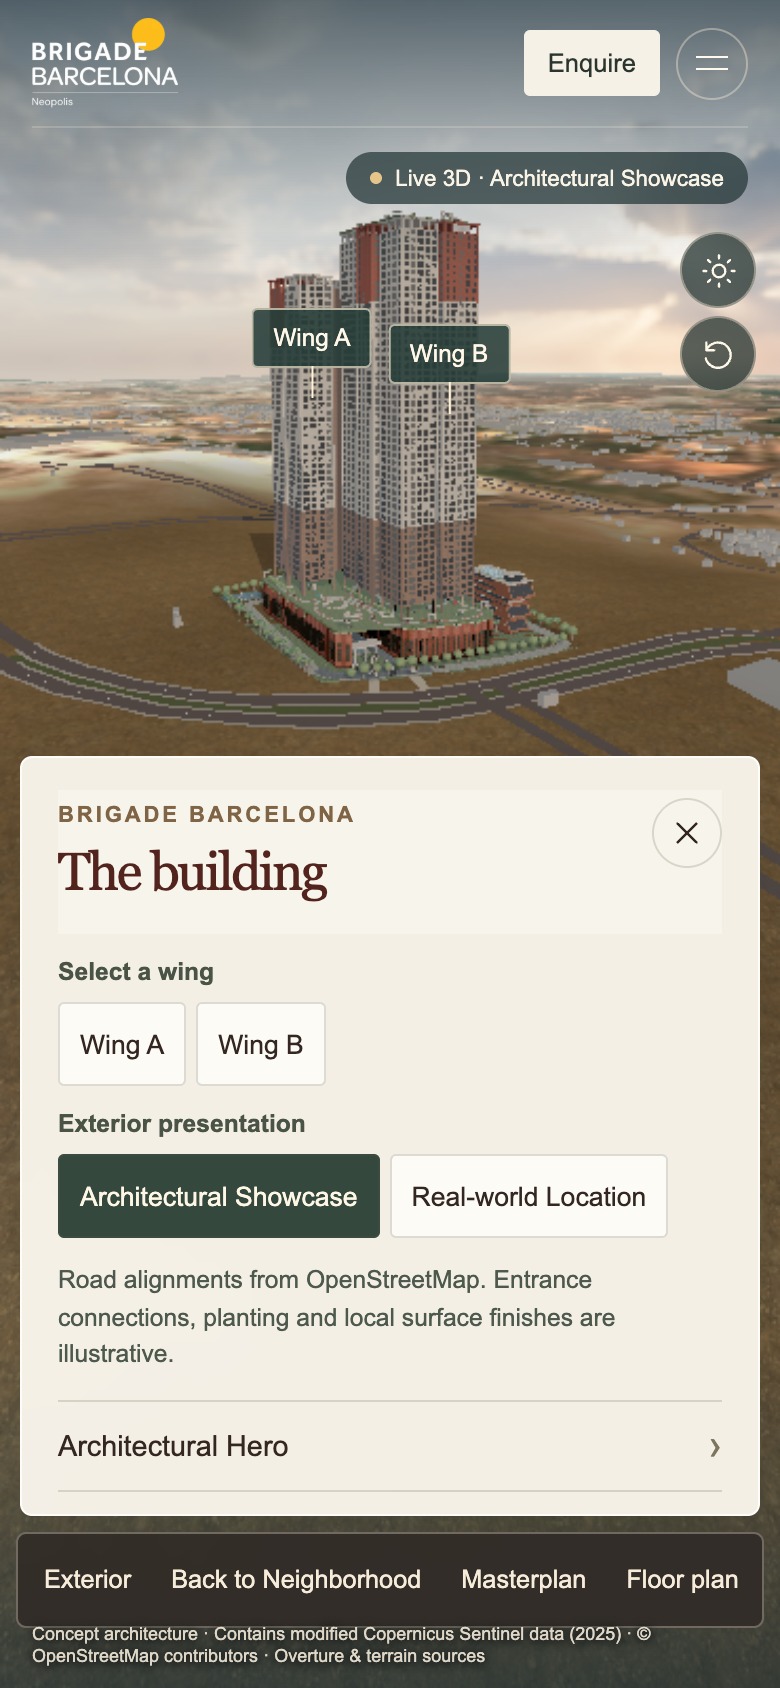 BRIGADE
BARCELONA
Neopolis
Enquire
Live 3D · Architectural Showcase
Wing A
Wing B
BRIGADE BARCELONA
The building
Select a wing
Wing A
Wing B
Exterior presentation
Architectural Showcase
Real-world Location
Road alignments from OpenStreetMap. Entrance
connections, planting and local surface finishes are
illustrative.
Architectural Hero
Exterior
Back to Neighborhood
Masterplan
Floor plan
Concept architecture · Contains modified Copernicus Sentinel data (2025) · ©
OpenStreetMap contributors · Overture & terrain sources